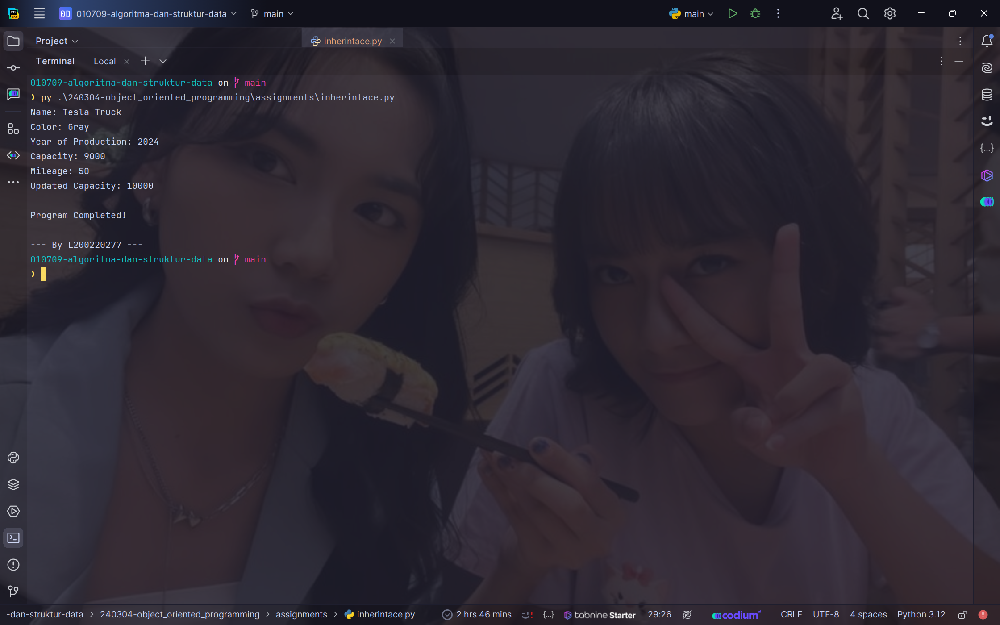 PC EAP 0D 010709-algoritma-dan-struktur-data main main
Project inherintace.py
Terminal Local
010709-algoritma-dan-struktur-data on main
❯ py .\240304-object_oriented_programming\assignments\inherintace.py
Name: Tesla Truck
Color: Gray
Year of Production: 2024
Capacity: 9000
Mileage: 50
Updated Capacity: 10000
Program Completed!
--- By L200220277 ---
010709-algoritma-dan-struktur-data on main
❯
-dan-struktur-data > 240304-object_oriented_programming > assignments > inherintace.py 2 hrs 46 mins {...} tabnine Starter 29:26 codium ai CRLF UTF-8 4 spaces Python 3.12